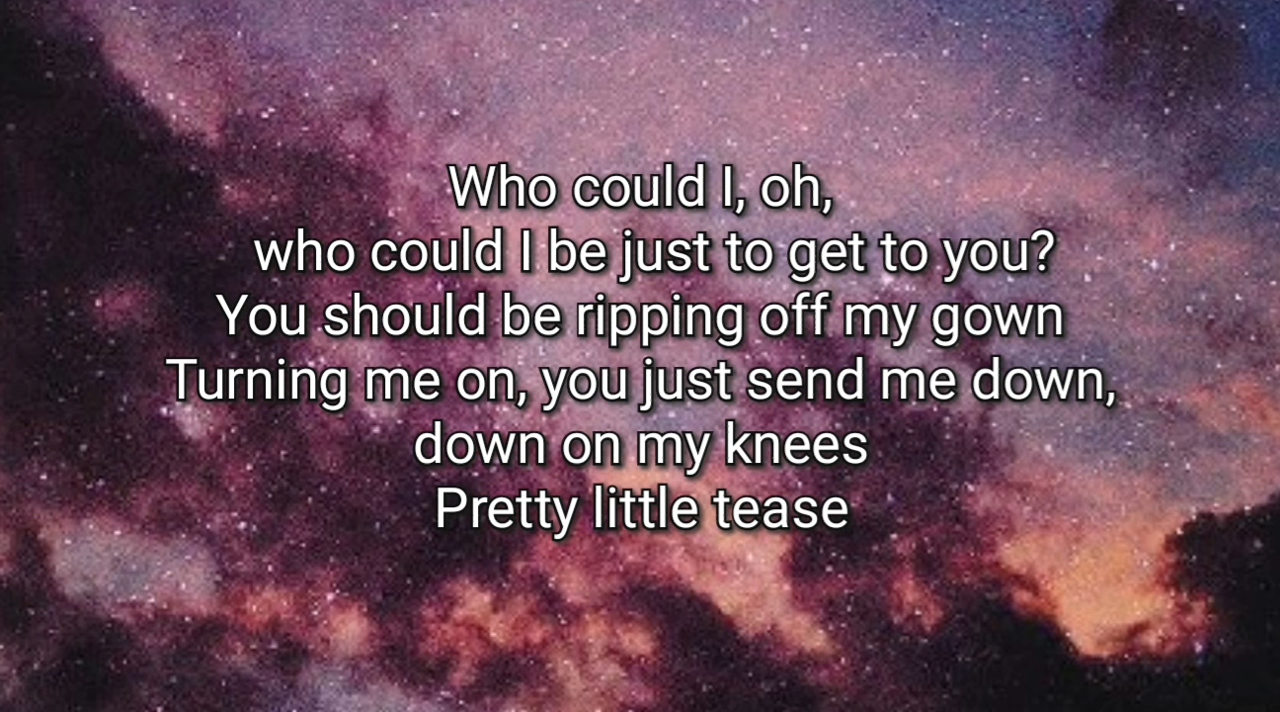 Who could I, oh,
who could I be just to get to you?
You should be ripping off my gown
Turning me on, you just send me down,
down on my knees
Pretty little tease